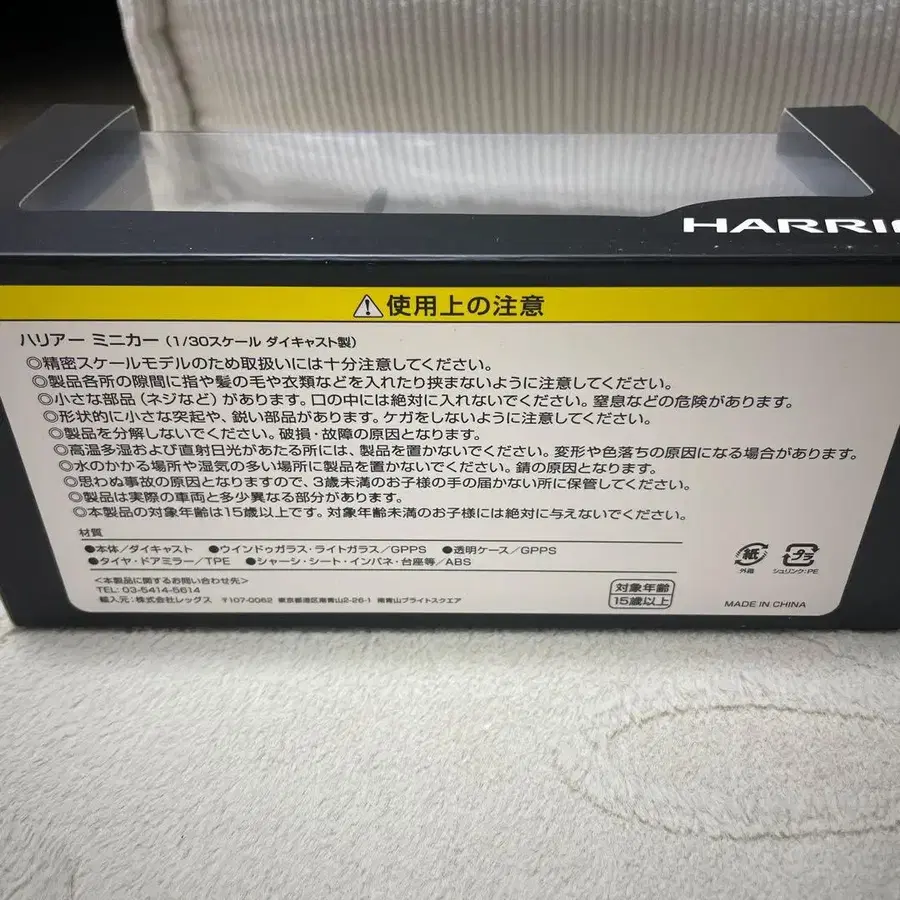 HARRI
使用上の注意
ハリアー ミニカー（1/30スケール ダイキャスト製）
◎精密スケールモデルのため取扱いには十分注意してください。
◎製品各所の隙間に指や髪の毛や衣類などを入れたり挟まないように注意してください。
◎小さな部品（ネジなど）があります。口の中には絶対に入れないでください。窒息などの危険があります。
◎形状的に小さな突起や、鋭い部品があります。ケガをしないように注意してください。
◎製品を分解しないでください。破損・故障の原因となります。
◎高温多湿および直射日光があたる所には、製品を置かないでください。変形や色落ちの原因になる場合があります。
◎水のかかる場所や湿気の多い場所に製品を置かないでください。錆の原因となります。
◎思わぬ事故の原因となりますので、3歳未満のお子様の手の届かない所に保管してください。
◎製品は実際の車両と多少異なる部分があります。
◎本製品の対象年齢は15歳以上です。対象年齢未満のお子様には絶対に与えないでください。
材質
●本体／ダイキャスト ●ウインドゥガラス・ライトガラス／GPPS ●透明ケース／GPPS
●タイヤ・ドアミラー／TPE ●シャーシ・シート・インパネ・台座等／ABS
＜本製品に関するお問い合わせ先＞
TEL: 03-5414-5614
輸入元：株式会社レッグス 〒107-0062 東京都港区南青山2-26-1 南青山ブライトスクエア
対象年齢
15歳以上
紙
外箱
プラ
シュリンク:PE
MADE IN CHINA